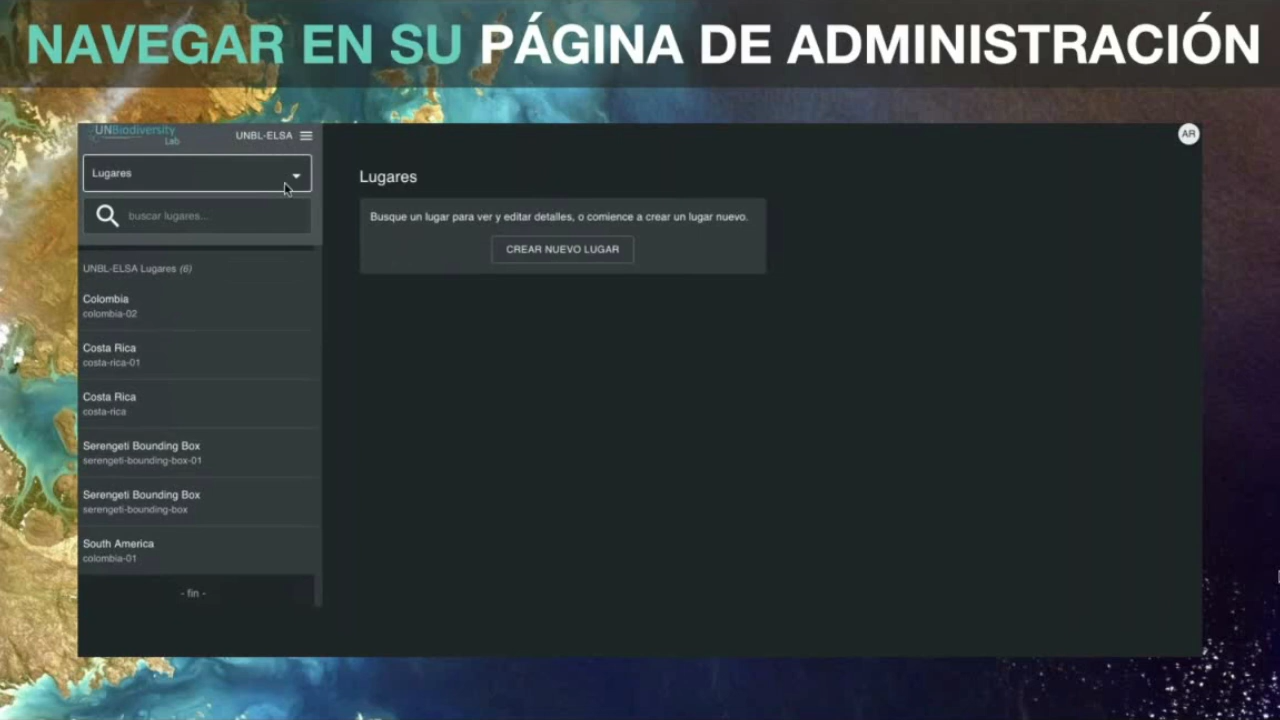 NAVEGAR EN SU PÁGINA DE ADMINISTRACIÓN
UNBiodiversity
Lab
UNBL-ELSA
AR
Lugares
buscar lugares...
UNBL-ELSA Lugares (6)
Colombia
colombia-02
Costa Rica
costa-rica-01
Costa Rica
costa-rica
Serengeti Bounding Box
serengeti-bounding-box-01
Serengeti Bounding Box
serengeti-bounding-box
South America
colombia-01
- fin -
Lugares
Busque un lugar para ver y editar detalles, o comience a crear un lugar nuevo.
CREAR NUEVO LUGAR